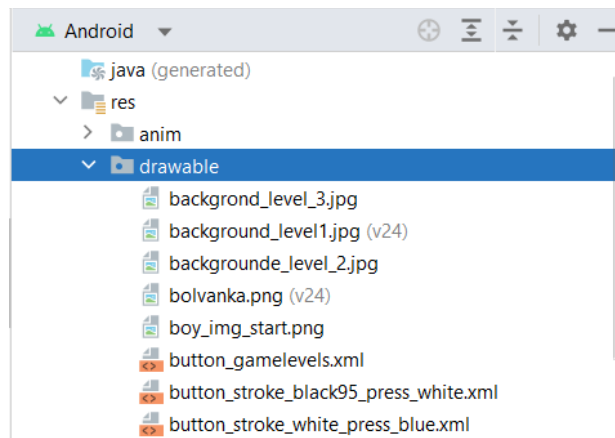 Android
java (generated)
res
anim
drawable
backgrond_level_3.jpg
background_level1.jpg (v24)
backgrounde_level_2.jpg
bolvanka.png (v24)
boy_img_start.png
button_gamelevels.xml
button_stroke_black95_press_white.xml
button_stroke_white_press_blue.xml